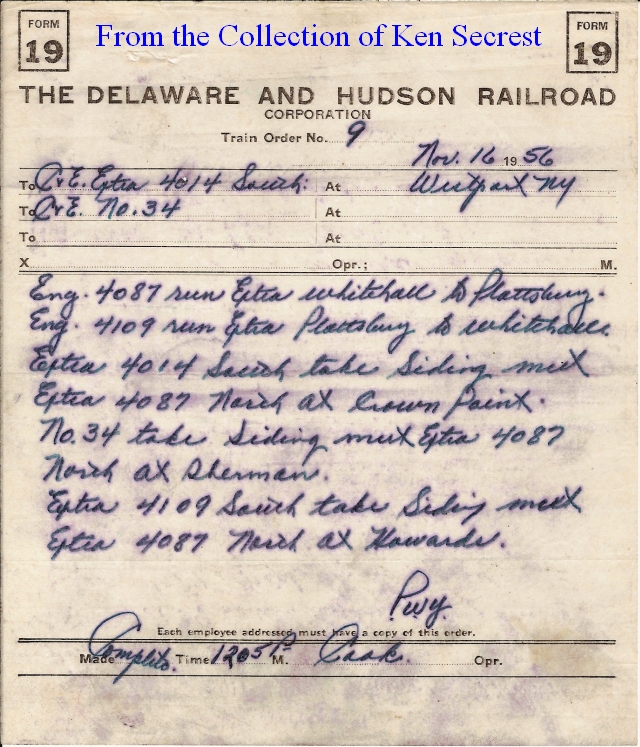 FORM 19
From the Collection of Ken Secrest
FORM 19
THE DELAWARE AND HUDSON RAILROAD
CORPORATION
Train Order No. 9
Nov. 16 1956
To C&E. Extra 4014 South: At Westport NY
To C&E. No. 34 At
To At
X Opr.; M.
Eng. 4087 run Extra Whitehall to Plattsburg.
Eng. 4109 run Extra Plattsburg to Whitehall.
Extra 4014 South take Siding meet
Extra 4087 North at Crown Point.
No. 34 take Siding meet Extra 4087
North at Sherman.
Extra 4109 South take Siding meet
Extra 4087 North at Howards.
Each employee addressed must have a copy of this order.
Made Complete. Time 1205 P M. Cook. Opr.